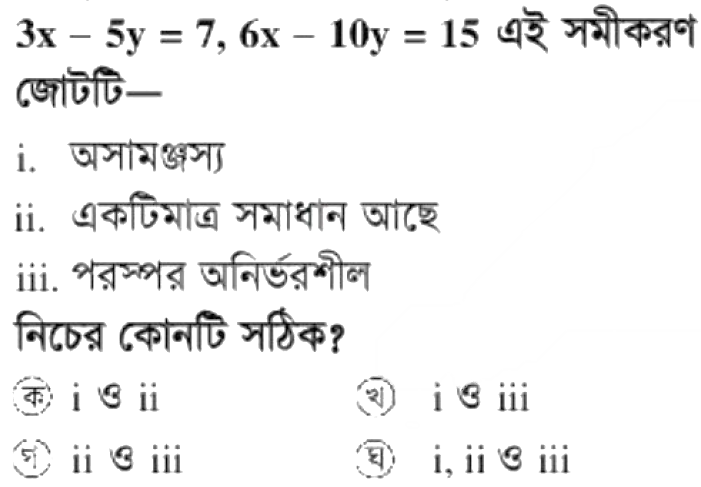 3x – 5y = 7, 6x – 10y = 15 এই সমীকরণ
জোটটি—
i. অসামঞ্জস্য
ii. একটিমাত্র সমাধান আছে
iii. পরস্পর অনির্ভরশীল
নিচের কোনটি সঠিক?
ক i ও ii খ i ও iii
গ ii ও iii ঘ i, ii ও iii